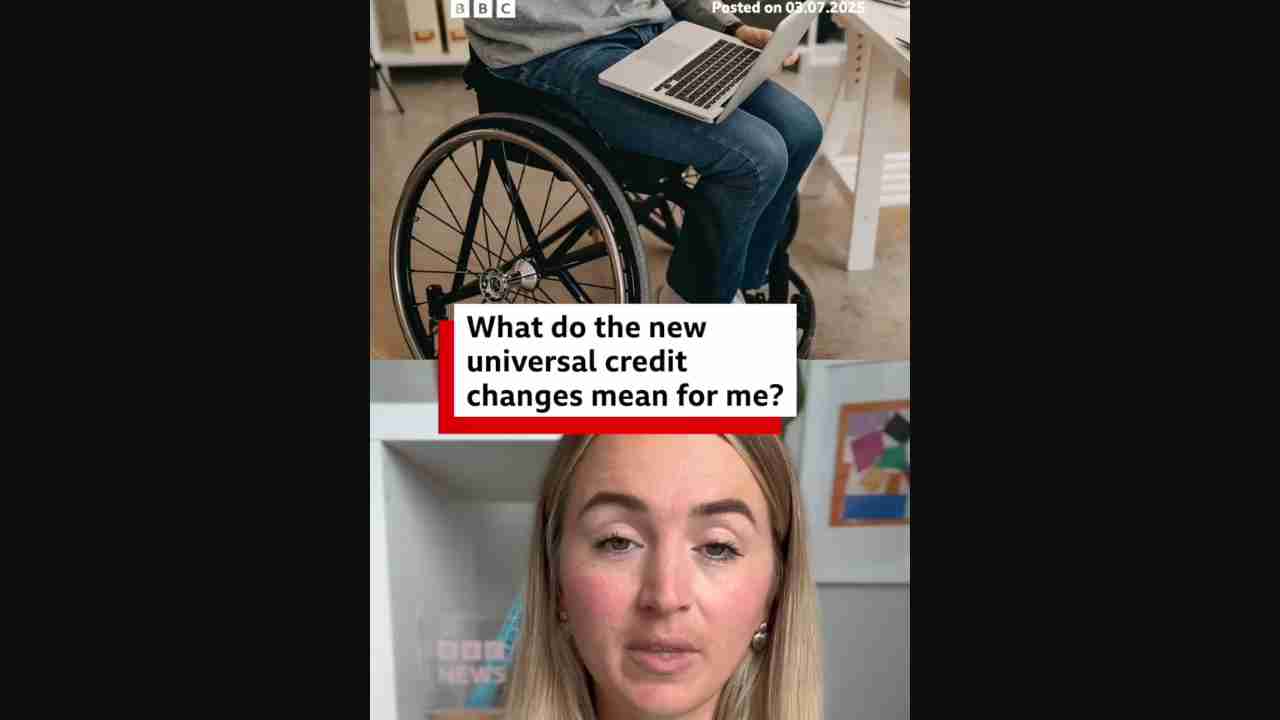 BBC
Posted on 03.07.2025
What do the new
universal credit
changes mean for me?
BBC
NEWS